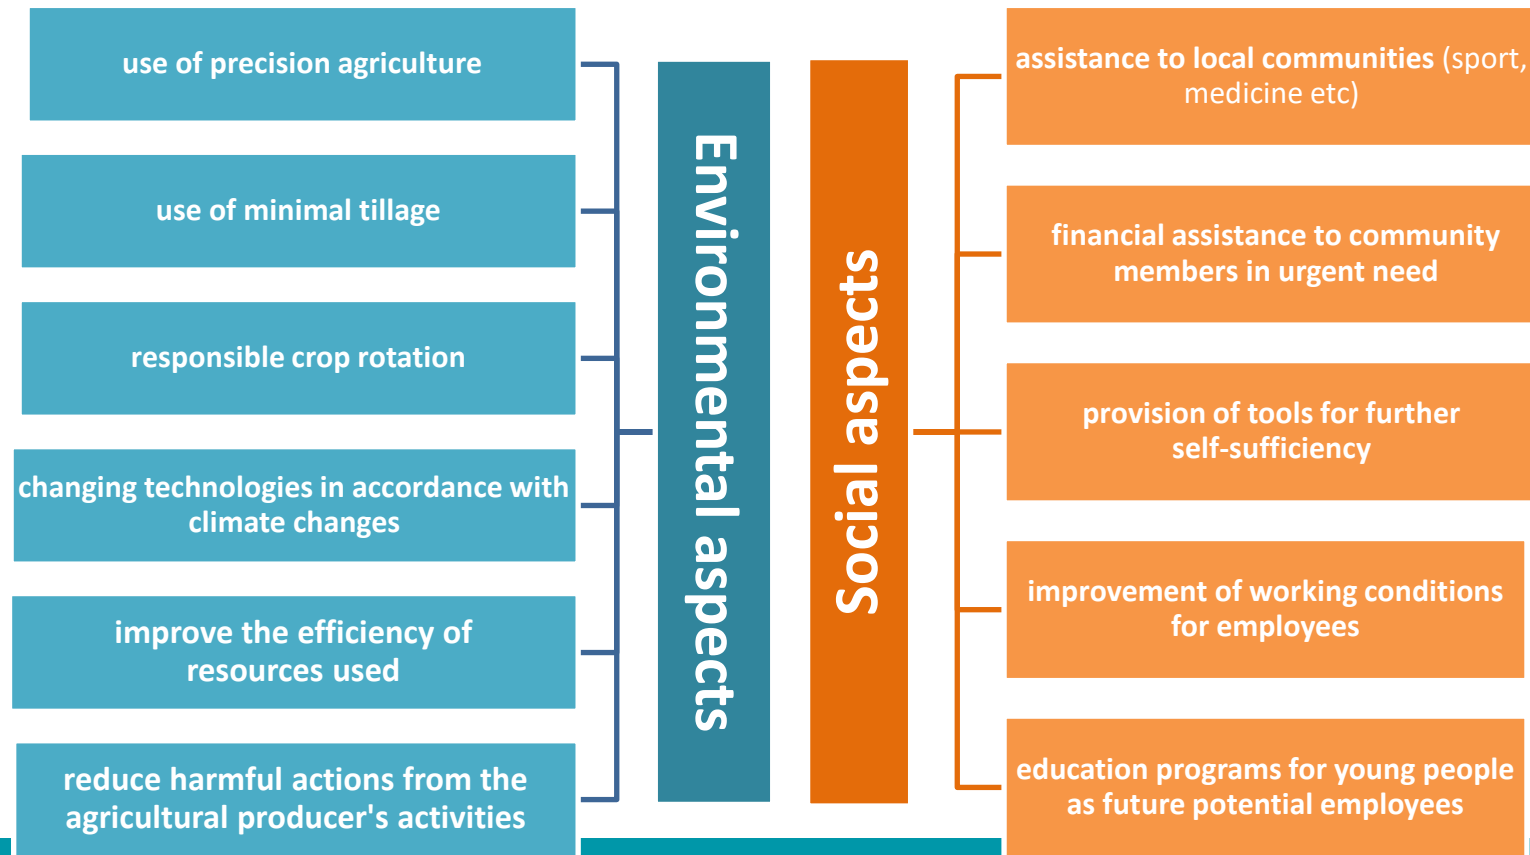 use of precision agriculture
use of minimal tillage
responsible crop rotation
changing technologies in accordance with
climate changes
improve the efficiency of
resources used
reduce harmful actions from the
agricultural producer's activities
Environmental aspects
Social aspects
assistance to local communities (sport,
medicine etc)
financial assistance to community
members in urgent need
provision of tools for further
self-sufficiency
improvement of working conditions
for employees
education programs for young people
as future potential employees